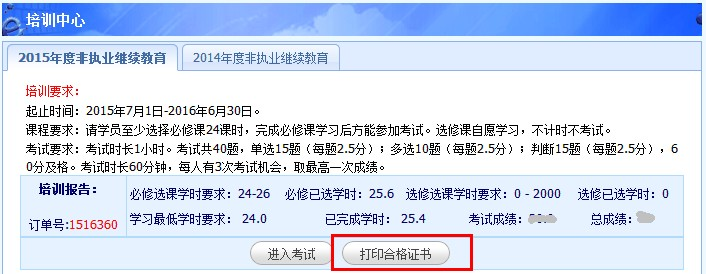 培训中心
2015年度非执业继续教育 2014年度非执业继续教育
培训要求：
起止时间：2015年7月1日-2016年6月30日。
课程要求：请学员至少选择必修课24课时，完成必修课学习后方能参加考试。选修课自愿学习，不计时不考试。
考试要求：考试时长1小时。考试共40题，单选15题（每题2.5分）；多选10题（每题2.5分）；判断15题（每题2.5分），6
0分及格。考试时长60分钟，每人有3次考试机会，取最高一次成绩。
培训报告： 必修选课学时要求：24-26 必修已选学时：25.6 选修选课学时要求：0 - 2000 选修已选学时：0
订单号:1516360 学习最低学时要求： 24.0 已完成学时： 25.4 考试成绩： 总成绩：
进入考试 打印合格证书